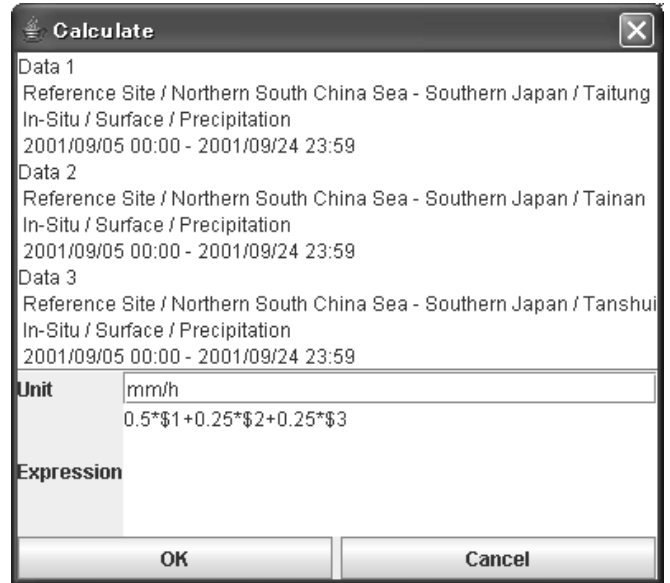 Calculate
Data 1
Reference Site / Northern South China Sea - Southern Japan / Taitung
In-Situ / Surface / Precipitation
2001/09/05 00:00 - 2001/09/24 23:59
Data 2
Reference Site / Northern South China Sea - Southern Japan / Tainan
In-Situ / Surface / Precipitation
2001/09/05 00:00 - 2001/09/24 23:59
Data 3
Reference Site / Northern South China Sea - Southern Japan / Tanshui
In-Situ / Surface / Precipitation
2001/09/05 00:00 - 2001/09/24 23:59
Unit mm/h
0.5*$1+0.25*$2+0.25*$3
Expression
OK Cancel